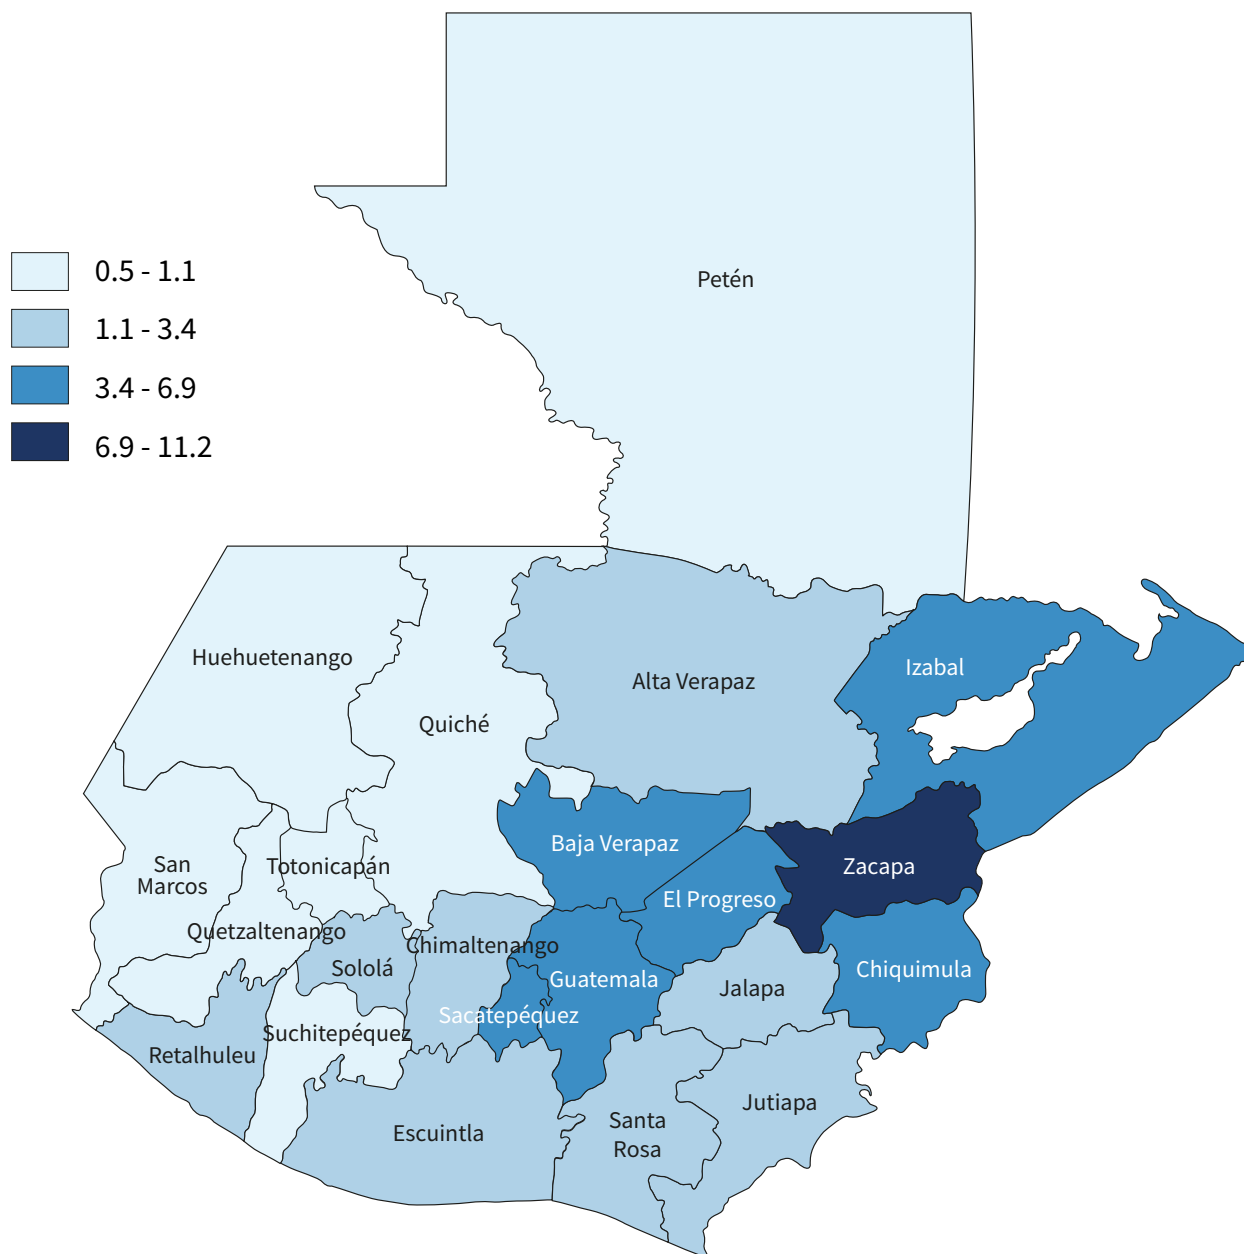 Petén
0.5 - 1.1
1.1 - 3.4
3.4 - 6.9
6.9 - 11.2
Huehuetenango
Izabal
Alta Verapaz
Quiché
Baja Verapaz
San
Marcos
Totonicapán
Zacapa
El Progreso
Quetzaltenango
Chimaltenango
Sololá
Guatemala
Chiquimula
Jalapa
Sacatepéquez
Suchitepéquez
Retalhuleu
Jutiapa
Escuintla
Santa
Rosa